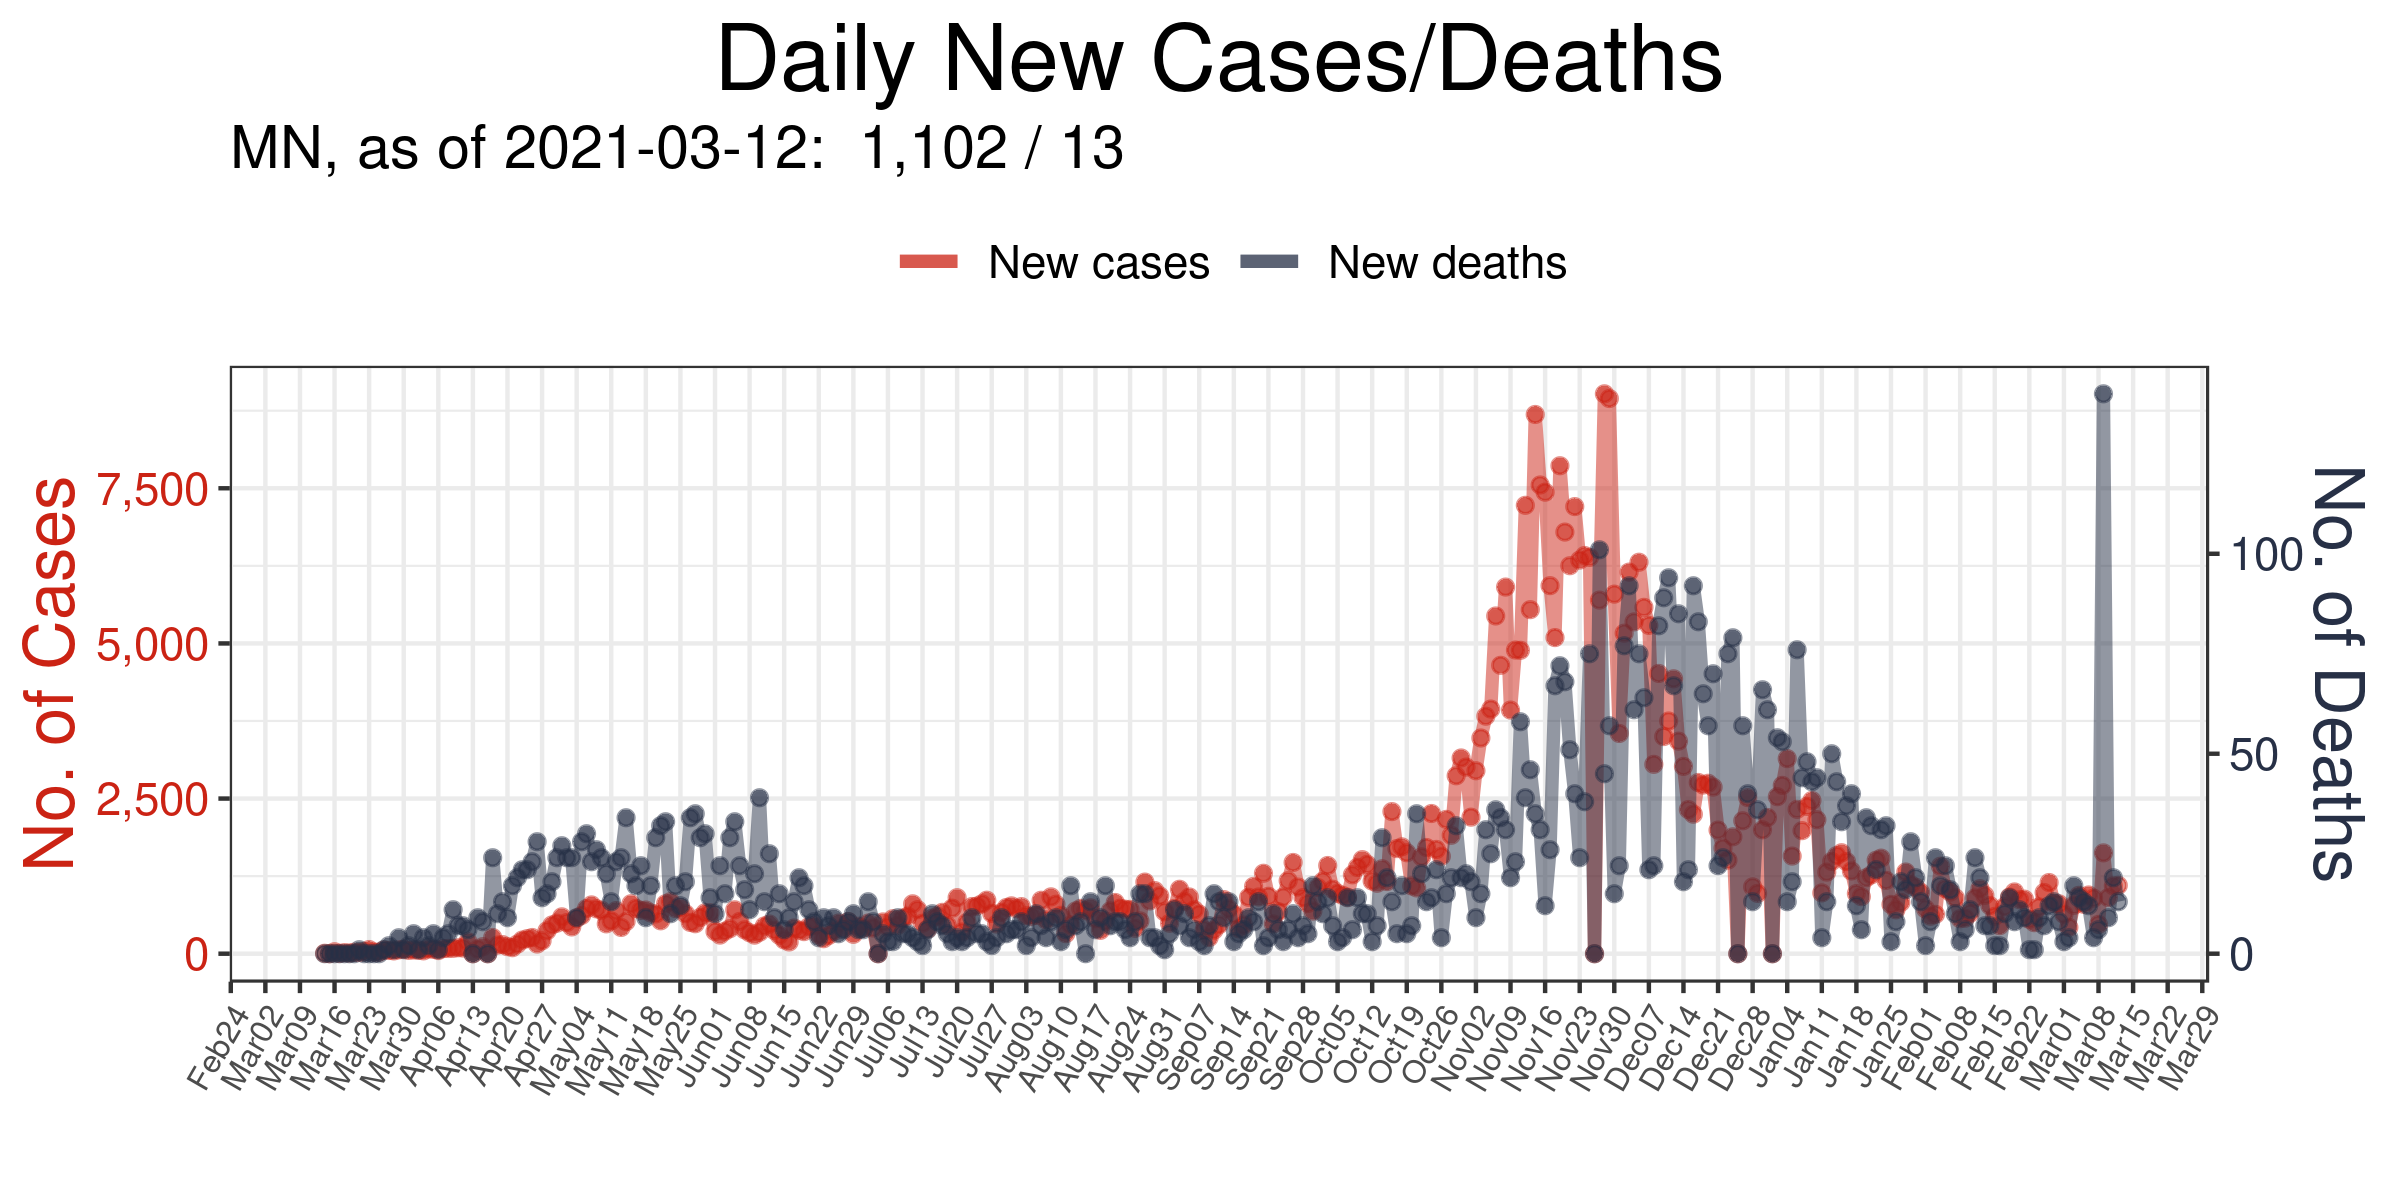 Daily New Cases/Deaths
MN, as of 2021-03-12:  1,102 / 13
New cases
New deaths
No. of Cases
7,500
5,000
2,500
0
100
50
0
No. of Deaths
Feb24
Mar02
Mar09
Mar16
Mar23
Mar30
Apr06
Apr13
Apr20
Apr27
May04
May11
May18
May25
Jun01
Jun08
Jun15
Jun22
Jun29
Jul06
Jul13
Jul20
Jul27
Aug03
Aug10
Aug17
Aug24
Aug31
Sep07
Sep14
Sep21
Sep28
Oct05
Oct12
Oct19
Oct26
Nov02
Nov09
Nov16
Nov23
Nov30
Dec07
Dec14
Dec21
Dec28
Jan04
Jan11
Jan18
Jan25
Feb01
Feb08
Feb15
Feb22
Mar01
Mar08
Mar15
Mar22
Mar29